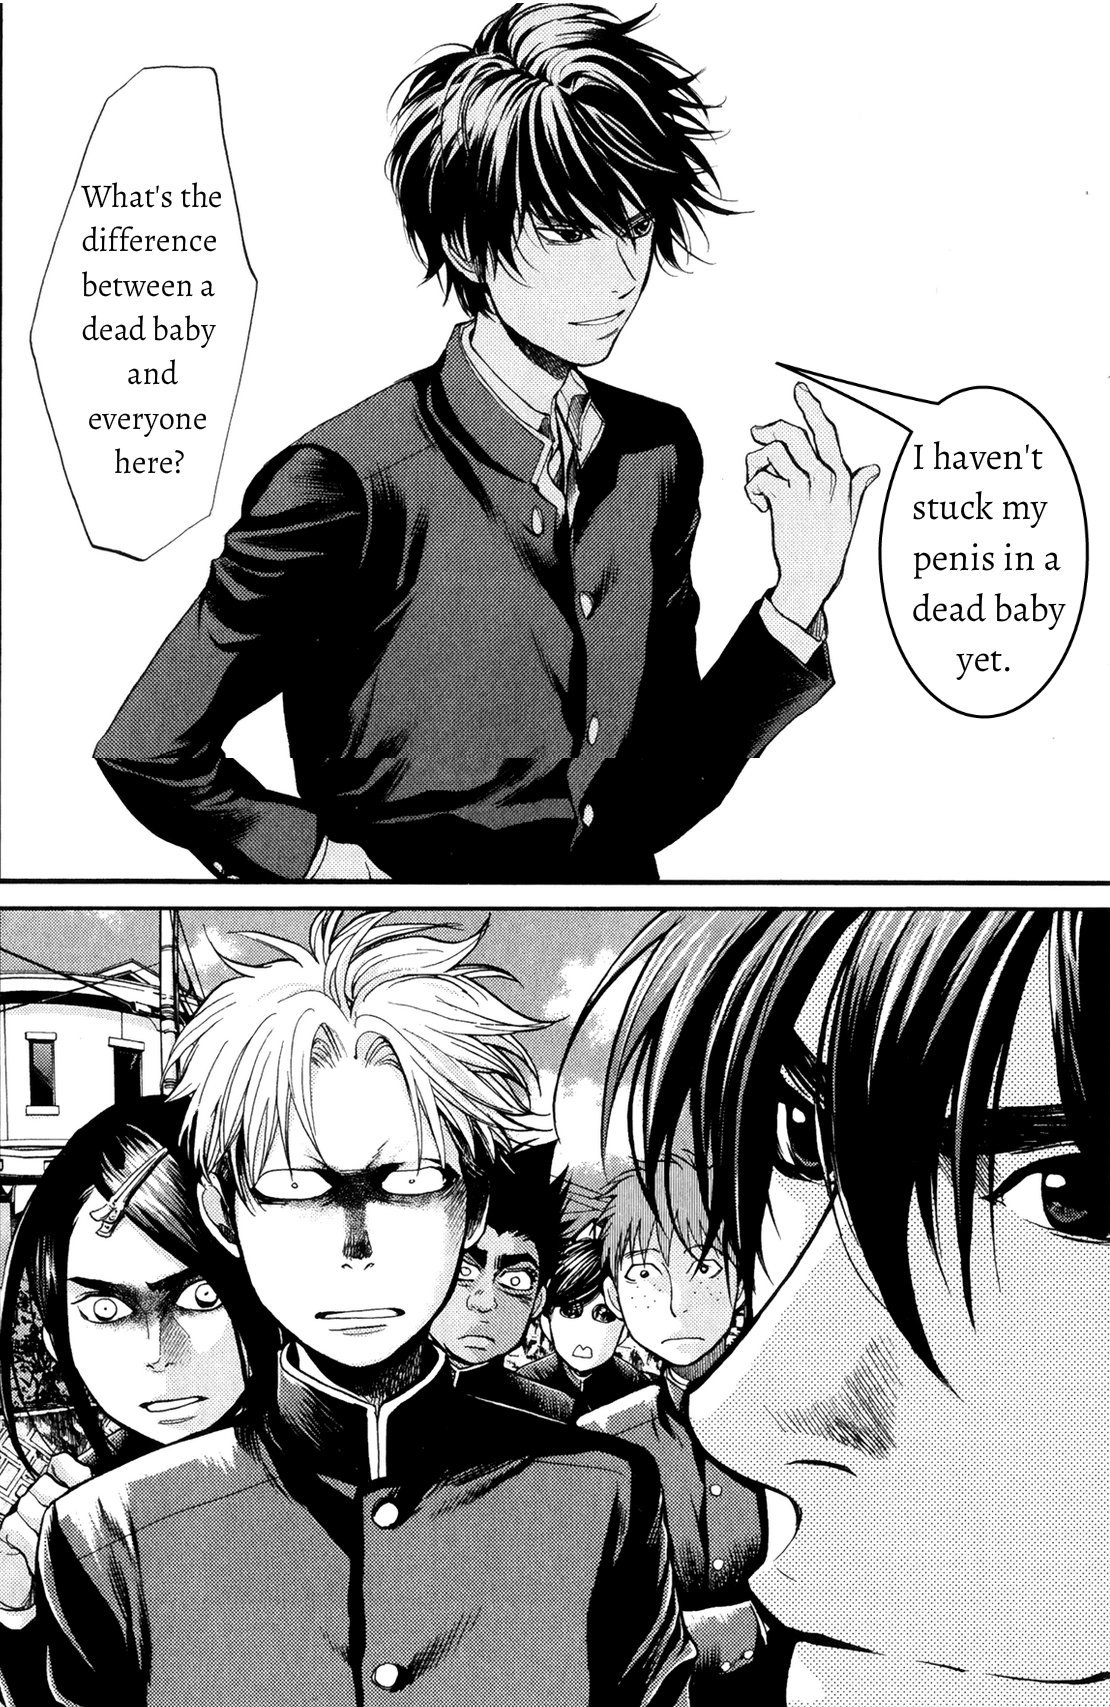 What's the
difference
between a
dead baby
and
everyone
here?
I haven't
stuck my
penis in a
dead baby
yet.